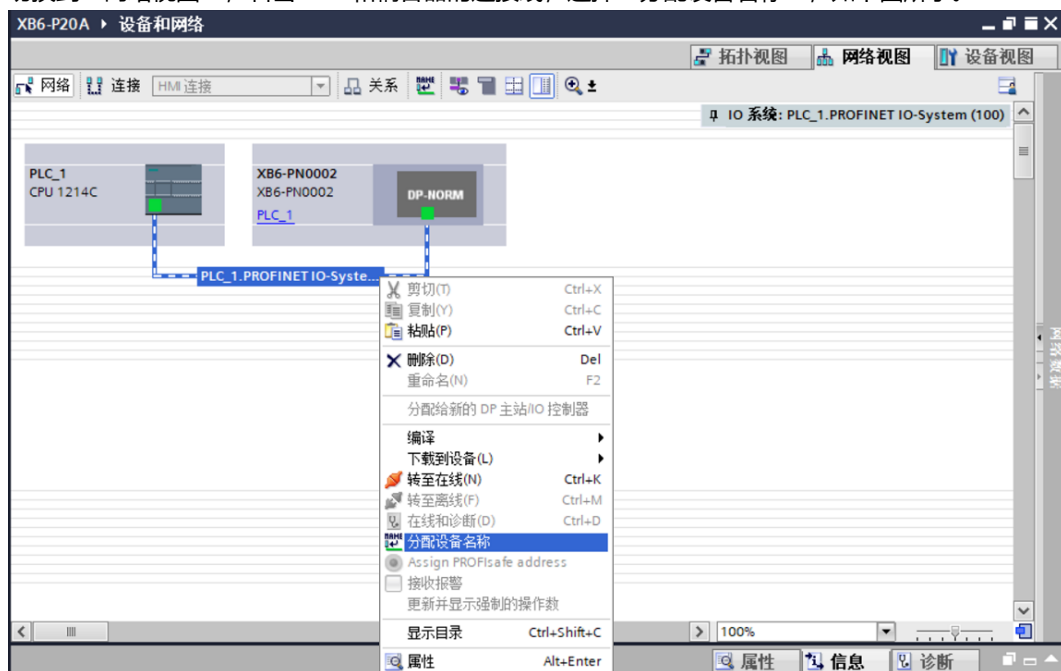 XB6-P20A ▸ 设备和网络
拓扑视图 网络视图 设备视图
网络 连接 HMI 连接 关系
IO 系统: PLC_1.PROFINET IO-System (100)
PLC_1
CPU 1214C
XB6-PN0002
XB6-PN0002
PLC_1
DP-NORM
PLC_1.PROFINET IO-Syste...
剪切(T) Ctrl+X
复制(Y) Ctrl+C
粘贴(P) Ctrl+V
删除(D) Del
重命名(N) F2
分配给新的 DP 主站/IO 控制器
编译
下载到设备(L)
转至在线(N) Ctrl+K
转至离线(F) Ctrl+M
在线和诊断(D) Ctrl+D
分配设备名称
Assign PROFIsafe address
接收报警
更新并显示强制的操作数
显示目录 Ctrl+Shift+C
属性 Alt+Enter
网络数据
100%
属性 信息 诊断